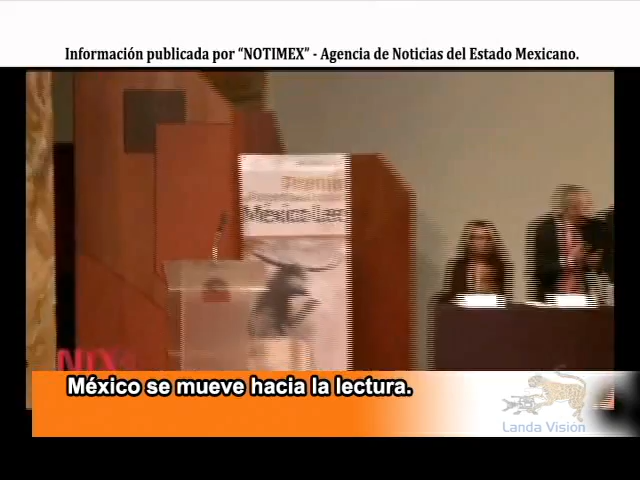 Información publicada por “NOTIMEX” - Agencia de Noticias del Estado Mexicano.
México Lee
México se mueve hacia la lectura.
Landa Visión